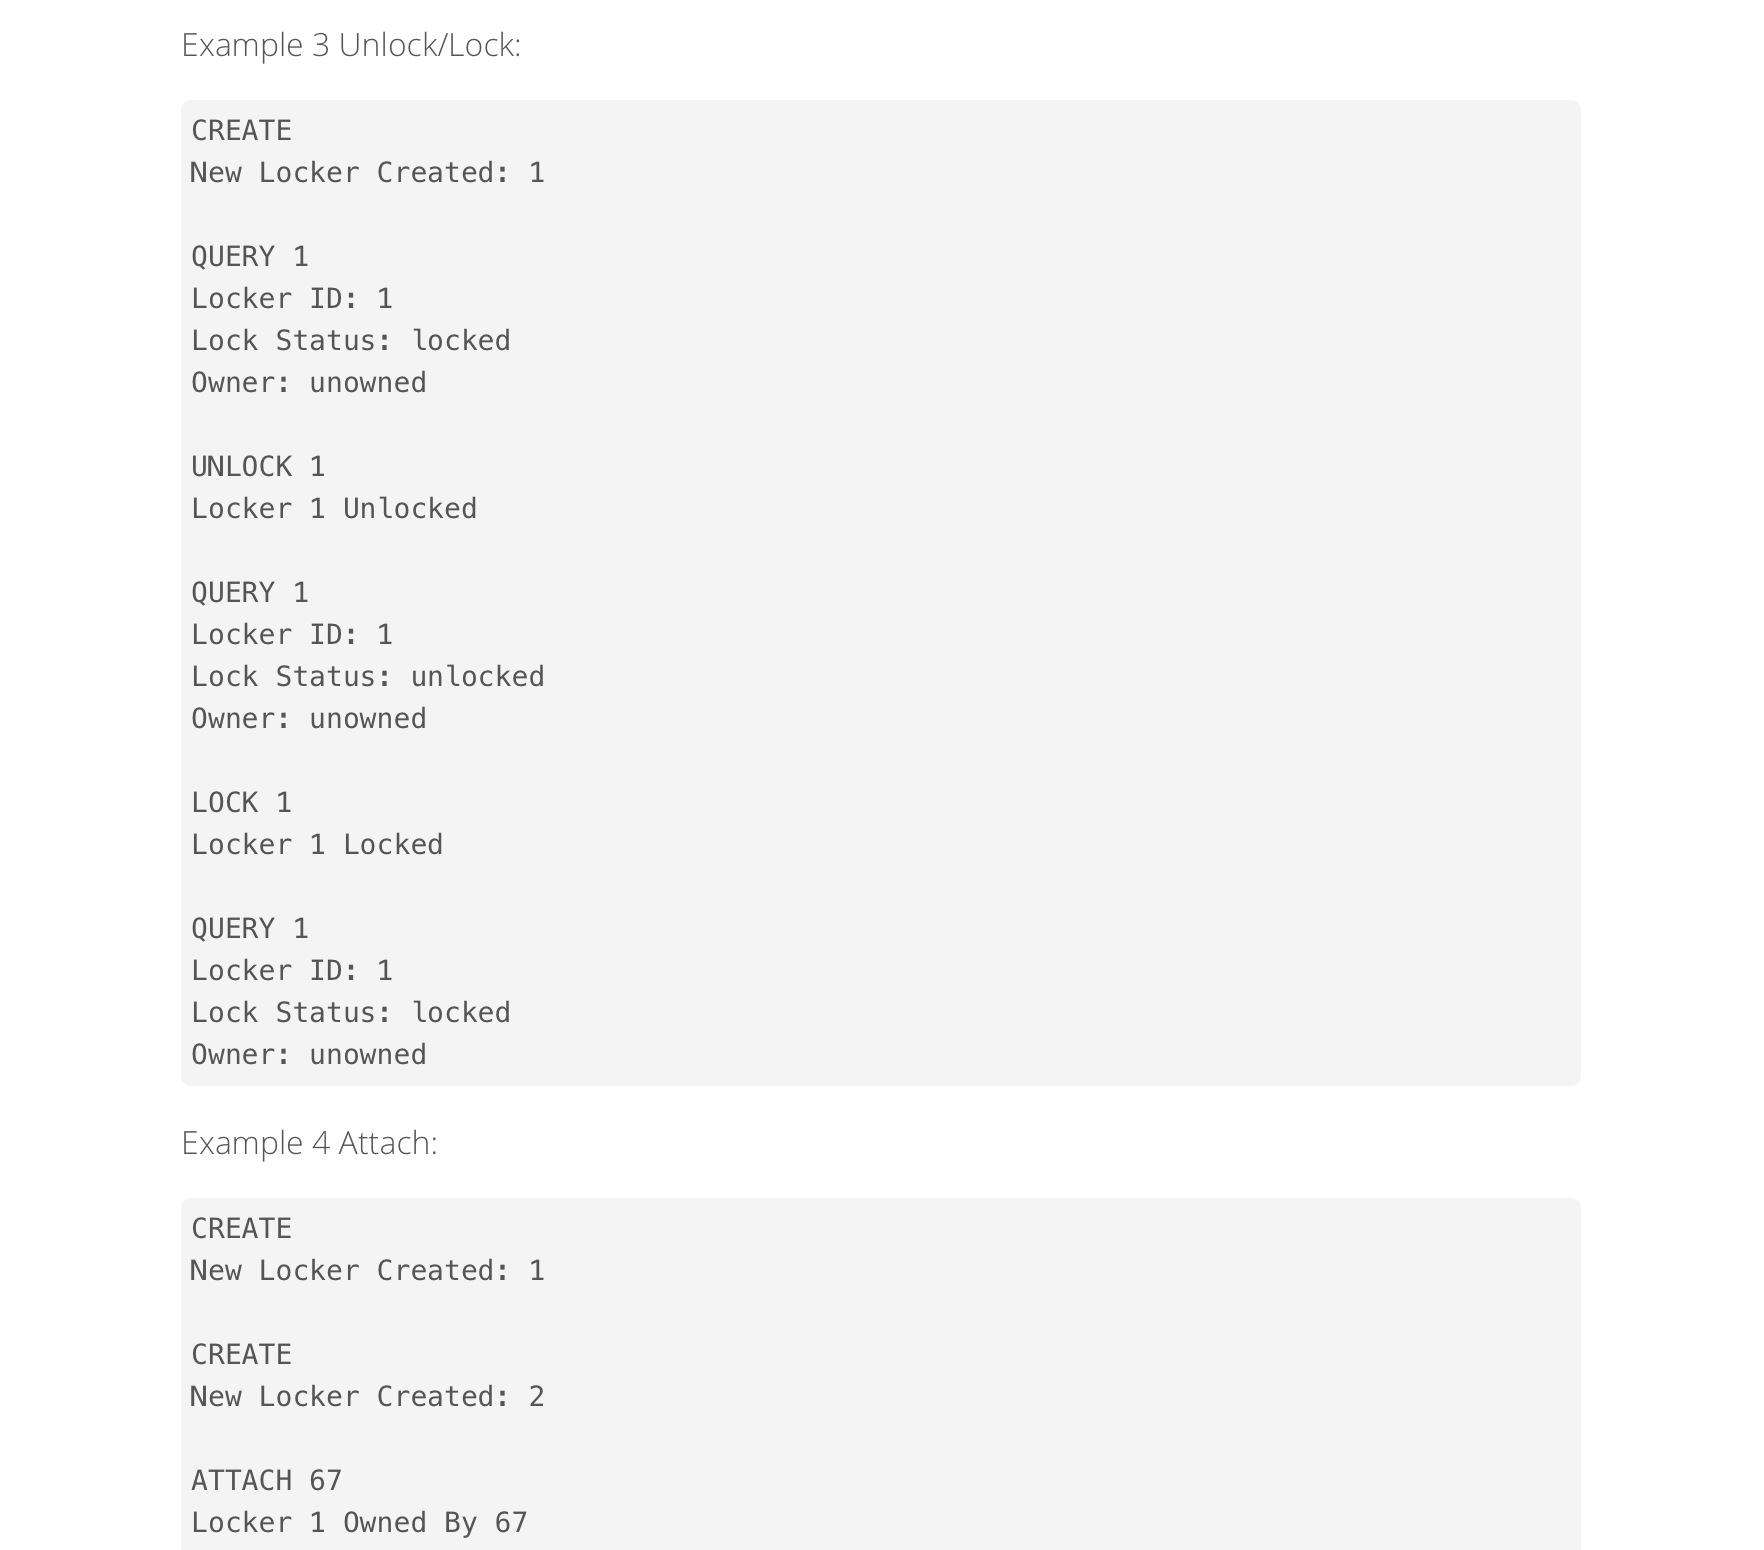 Example 3 Unlock/Lock:
CREATE
New Locker Created: 1
QUERY 1
Locker ID: 1
Lock Status: locked
Owner: unowned
UNLOCK 1
Locker 1 Unlocked
QUERY 1
Locker ID: 1
Lock Status: unlocked
Owner: unowned
LOCK 1
Locker 1 Locked
QUERY 1
Locker ID: 1
Lock Status: locked
Owner: unowned
Example 4 Attach:
CREATE
New Locker Created: 1
CREATE
New Locker Created: 2
ATTACH 67
Locker 1 Owned By 67